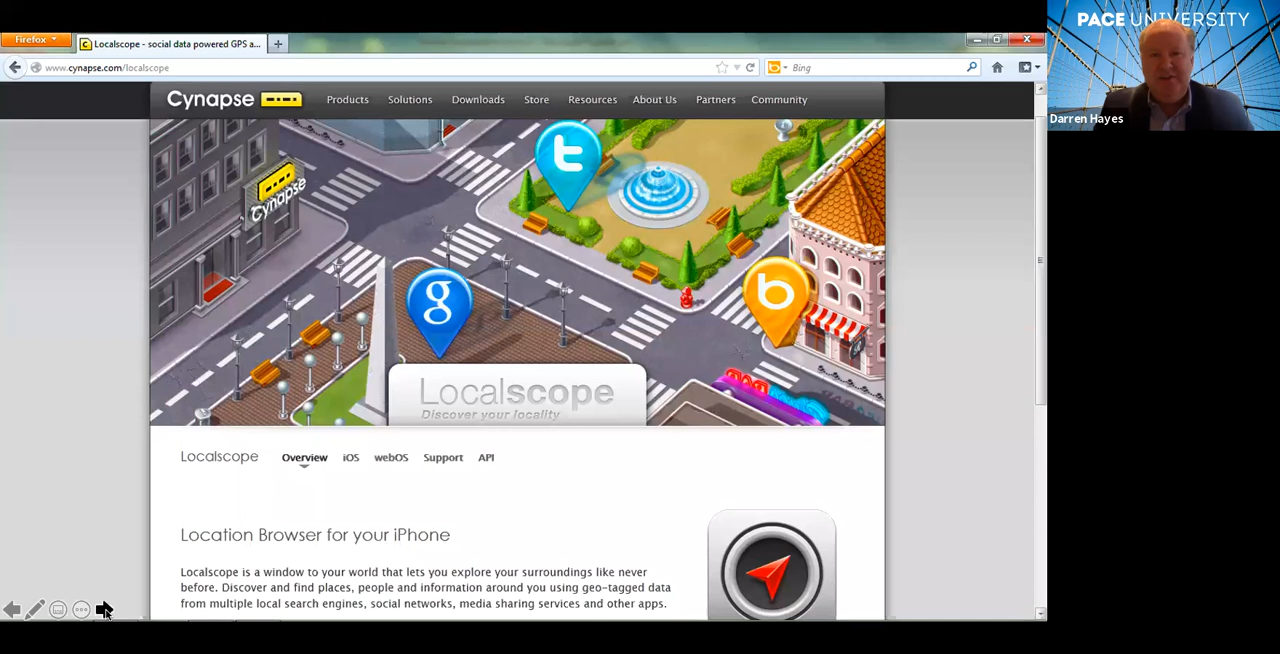 PACE UNIVERSITY
Darren Hayes
Firefox
Localscope - social data powered GPS a...
www.cynapse.com/localscope
Bing
Cynapse
Products
Solutions
Downloads
Store
Resources
About Us
Partners
Community
Cynapse
t
g
b
BAR
Localscope
Discover your locality
Localscope
Overview
iOS
webOS
Support
API
Location Browser for your iPhone
Localscope is a window to your world that lets you explore your surroundings like never
before. Discover and find places, people and information around you using geo-tagged data
from multiple local search engines, social networks, media sharing services and other apps.